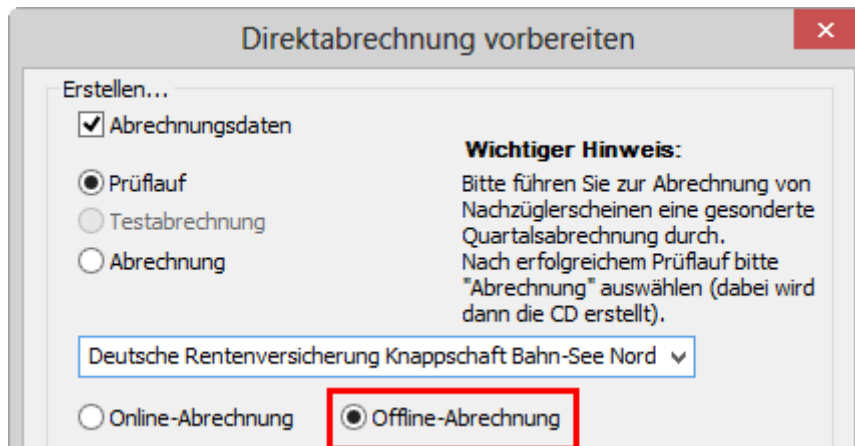 Direktabrechnung vorbereiten
Erstellen...
Abrechnungsdaten
Prüflauf
Testabrechnung
Abrechnung
Wichtiger Hinweis:
Bitte führen Sie zur Abrechnung von
Nachzüglerscheinen eine gesonderte
Quartalsabrechnung durch.
Nach erfolgreichem Prüflauf bitte
"Abrechnung" auswählen (dabei wird
dann die CD erstellt).
Deutsche Rentenversicherung Knappschaft Bahn-See Nord
Online-Abrechnung
Offline-Abrechnung